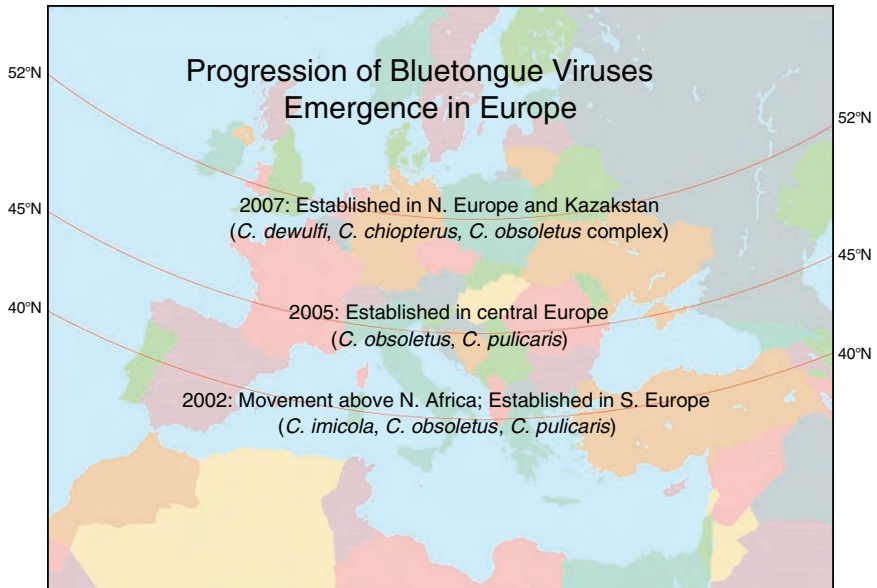 Progression of Bluetongue Viruses
Emergence in Europe
52°N
52°N
2007: Established in N. Europe and Kazakstan
(C. dewulfi, C. chiopterus, C. obsoletus complex)
45°N
45°N
2005: Established in central Europe
(C. obsoletus, C. pulicaris)
40°N
40°N
2002: Movement above N. Africa; Established in S. Europe
(C. imicola, C. obsoletus, C. pulicaris)